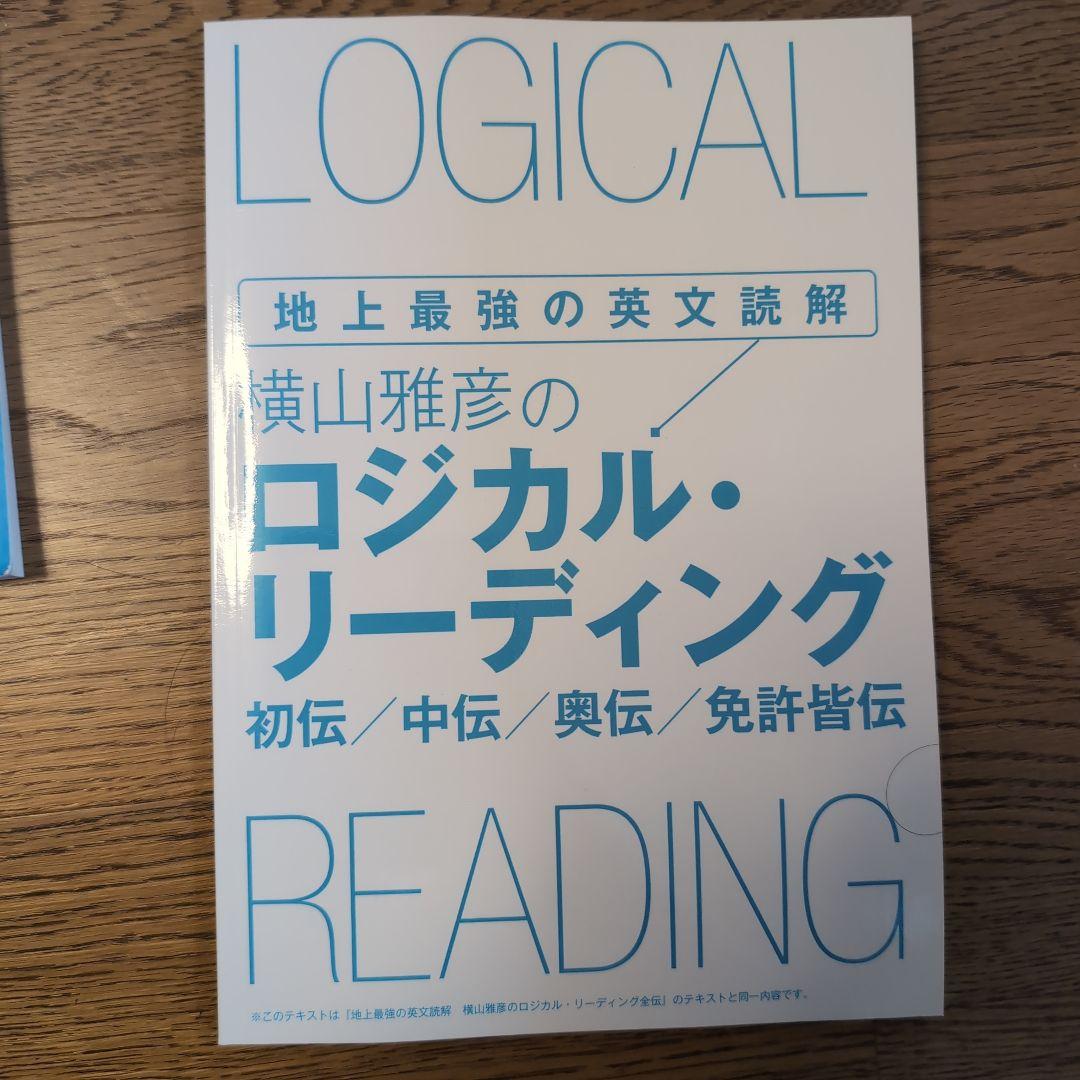 LOGICAL
地上最強の英文読解
横山雅彦の
ロジカル・
リーディング
初伝／中伝／奥伝／免許皆伝
READING
※このテキストは『地上最強の英文読解　横山雅彦のロジカル・リーディング全伝』のテキストと同一内容です。